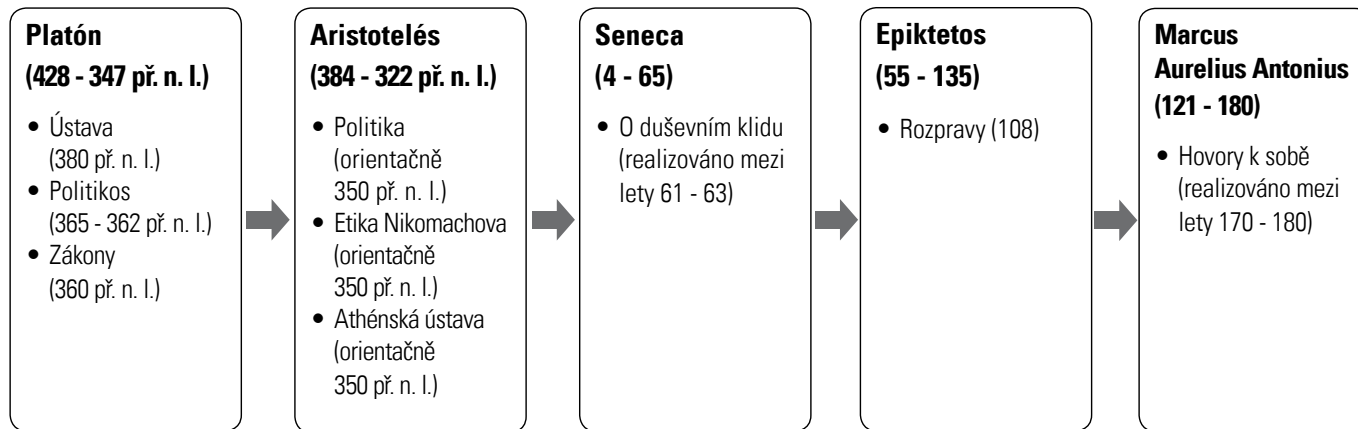 Platón
(428 - 347 př. n. l.)
• Ústava
(380 př. n. l.)
• Politikos
(365 - 362 př. n. l.)
• Zákony
(360 př. n. l.)
Aristotelés
(384 - 322 př. n. l.)
• Politika
(orientačně
350 př. n. l.)
• Etika Nikomachova
(orientačně
350 př. n. l.)
• Athénská ústava
(orientačně
350 př. n. l.)
Seneca
(4 - 65)
• O duševním klidu
(realizováno mezi
lety 61 - 63)
Epiktetos
(55 - 135)
• Rozpravy (108)
Marcus
Aurelius Antonius
(121 - 180)
• Hovory k sobě
(realizováno mezi
lety 170 - 180)